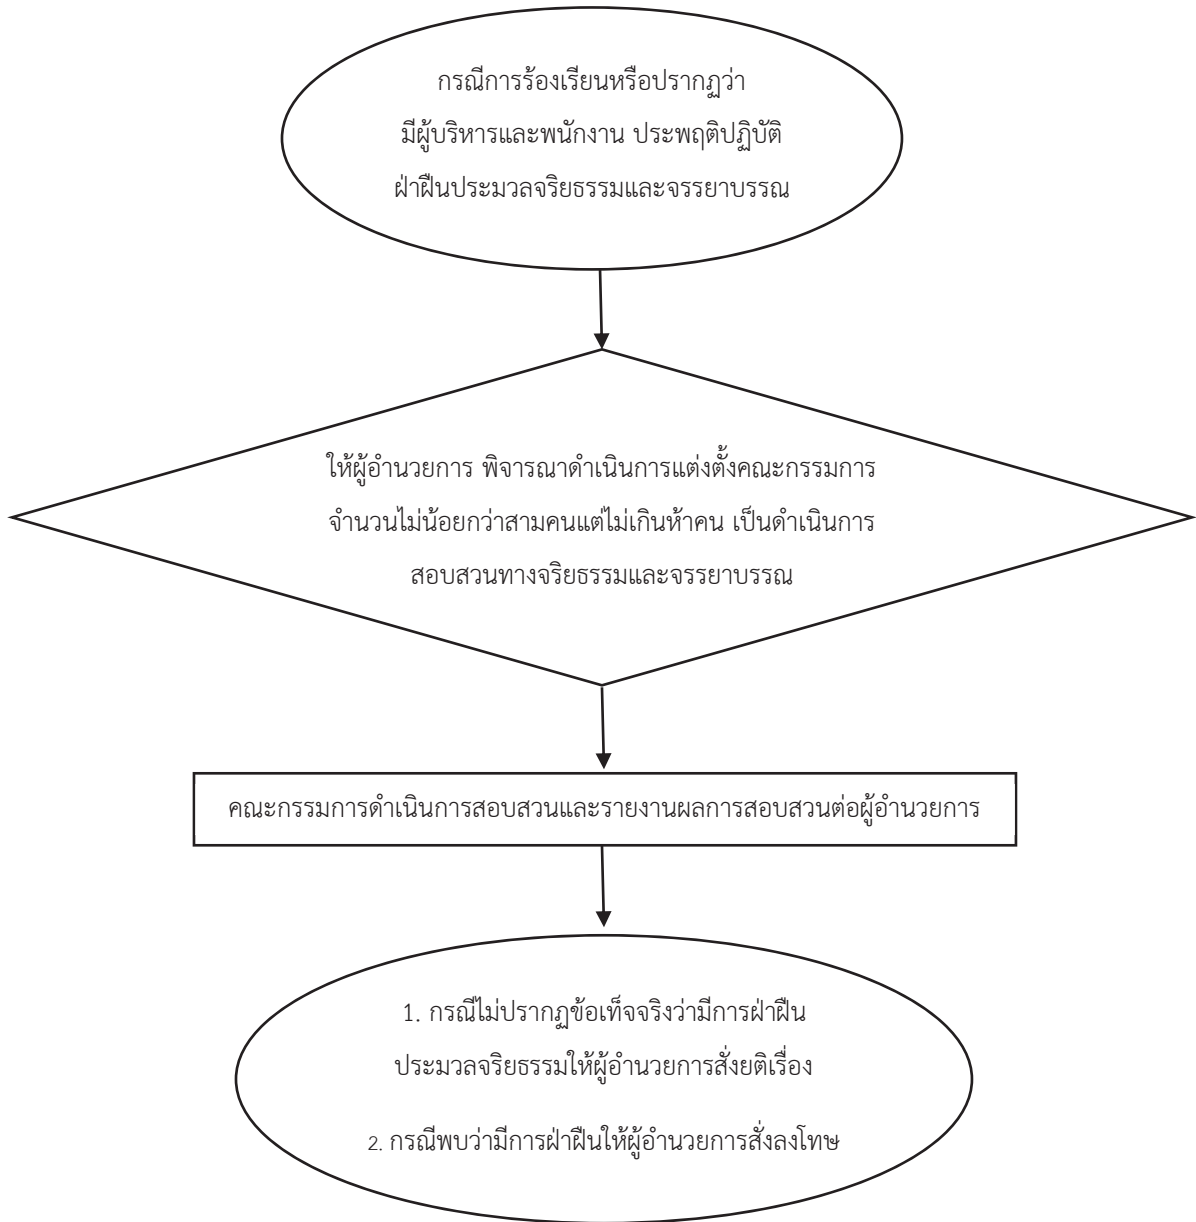 กรณีการร้องเรียนหรือปรากฏว่า
มีผู้บริหารและพนักงาน ประพฤติปฏิบัติ
ฝ่าฝืนประมวลจริยธรรมและจรรยาบรรณ
ให้ผู้อำนวยการ พิจารณาดำเนินการแต่งตั้งคณะกรรมการ
จำนวนไม่น้อยกว่าสามคนแต่ไม่เกินห้าคน เป็นดำเนินการ
สอบสวนทางจริยธรรมและจรรยาบรรณ
คณะกรรมการดำเนินการสอบสวนและรายงานผลการสอบสวนต่อผู้อำนวยการ
1. กรณีไม่ปรากฏข้อเท็จจริงว่ามีการฝ่าฝืน
ประมวลจริยธรรมให้ผู้อำนวยการสั่งยติเรื่อง
2. กรณีพบว่ามีการฝ่าฝืนให้ผู้อำนวยการสั่งลงโทษ